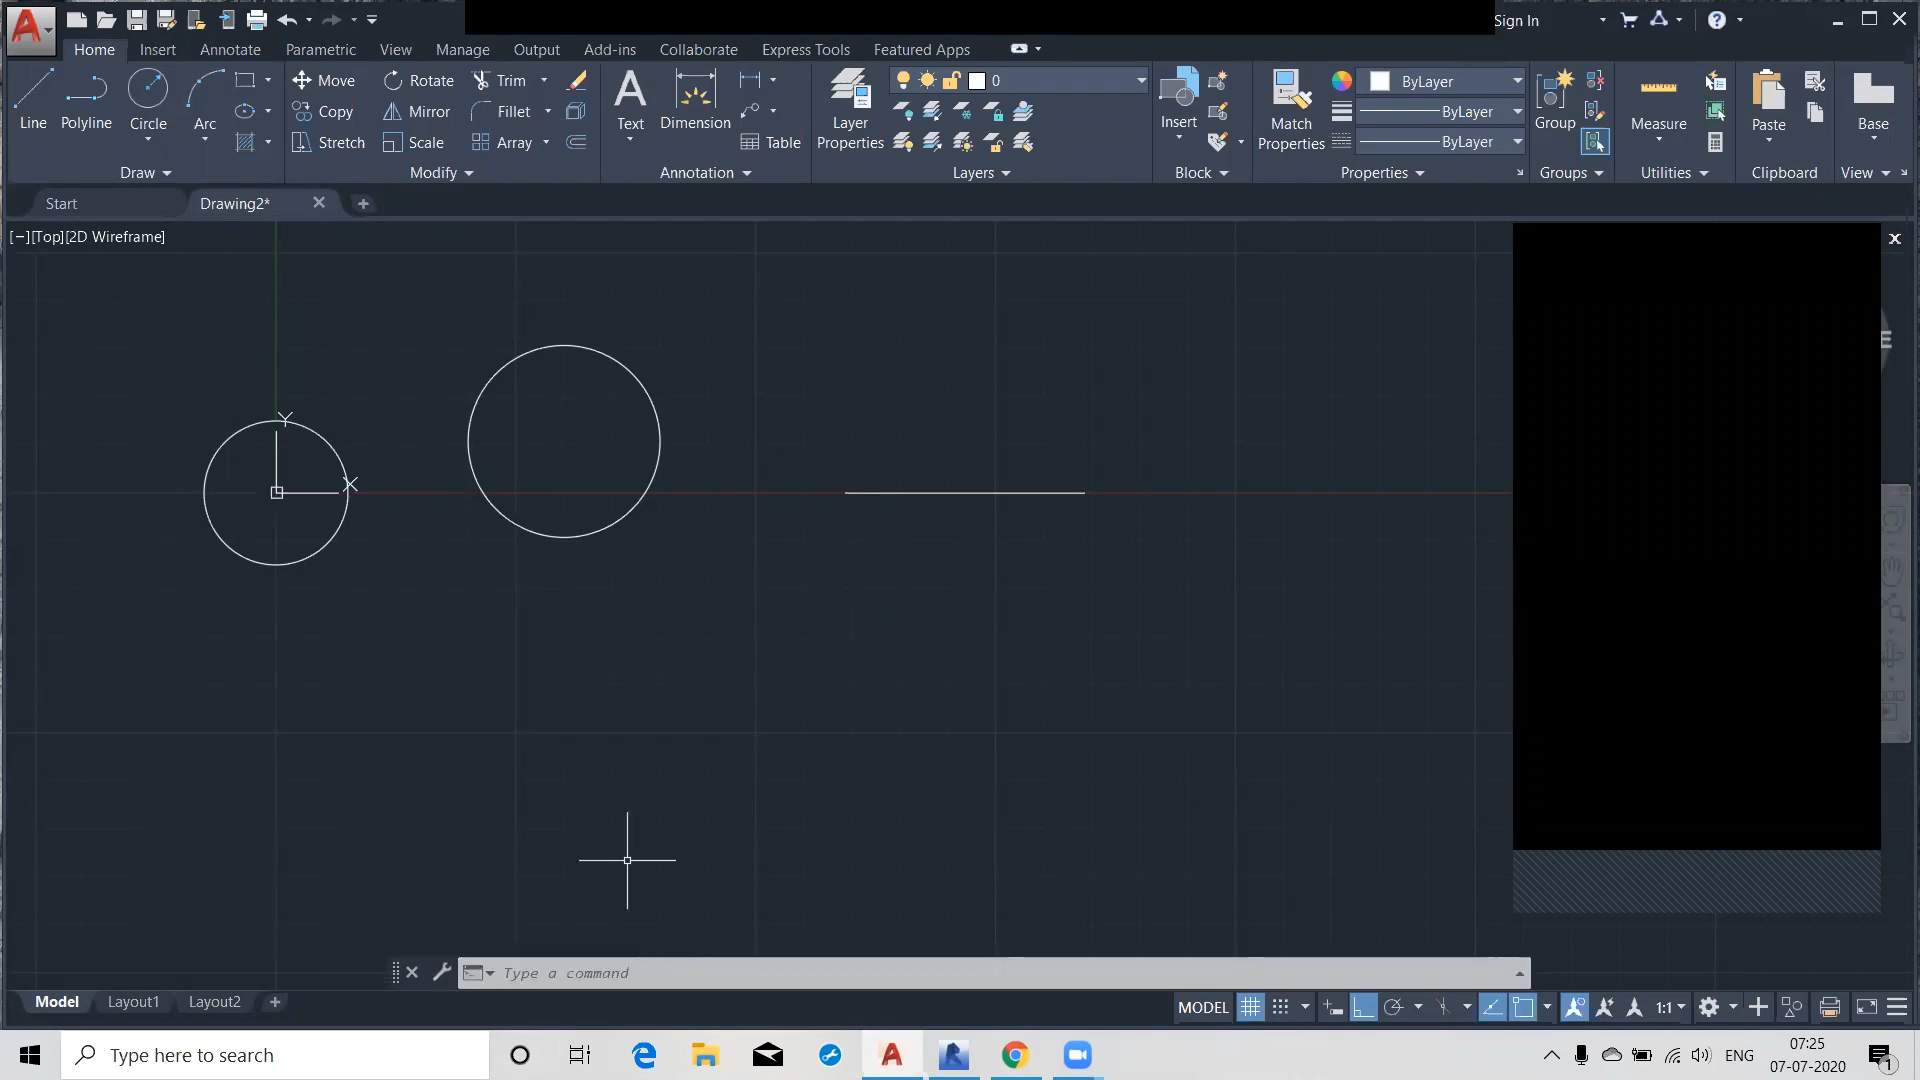 Sign In
Home Insert Annotate Parametric View Manage Output Add-ins Collaborate Express Tools Featured Apps
Line Polyline Circle Arc
Move Rotate Trim
Copy Mirror Fillet
Stretch Scale Array
Text Dimension Table
Layer Properties
0
Insert
Match Properties
ByLayer
ByLayer
ByLayer
Group Measure Paste Base
Draw Modify Annotation Layers Block Properties Groups Utilities Clipboard View
Start Drawing2*
[−][Top][2D Wireframe]
Y
X
E
Type a command
Model Layout1 Layout2
MODEL 1:1
Type here to search
ENG
07:25
07-07-2020
1